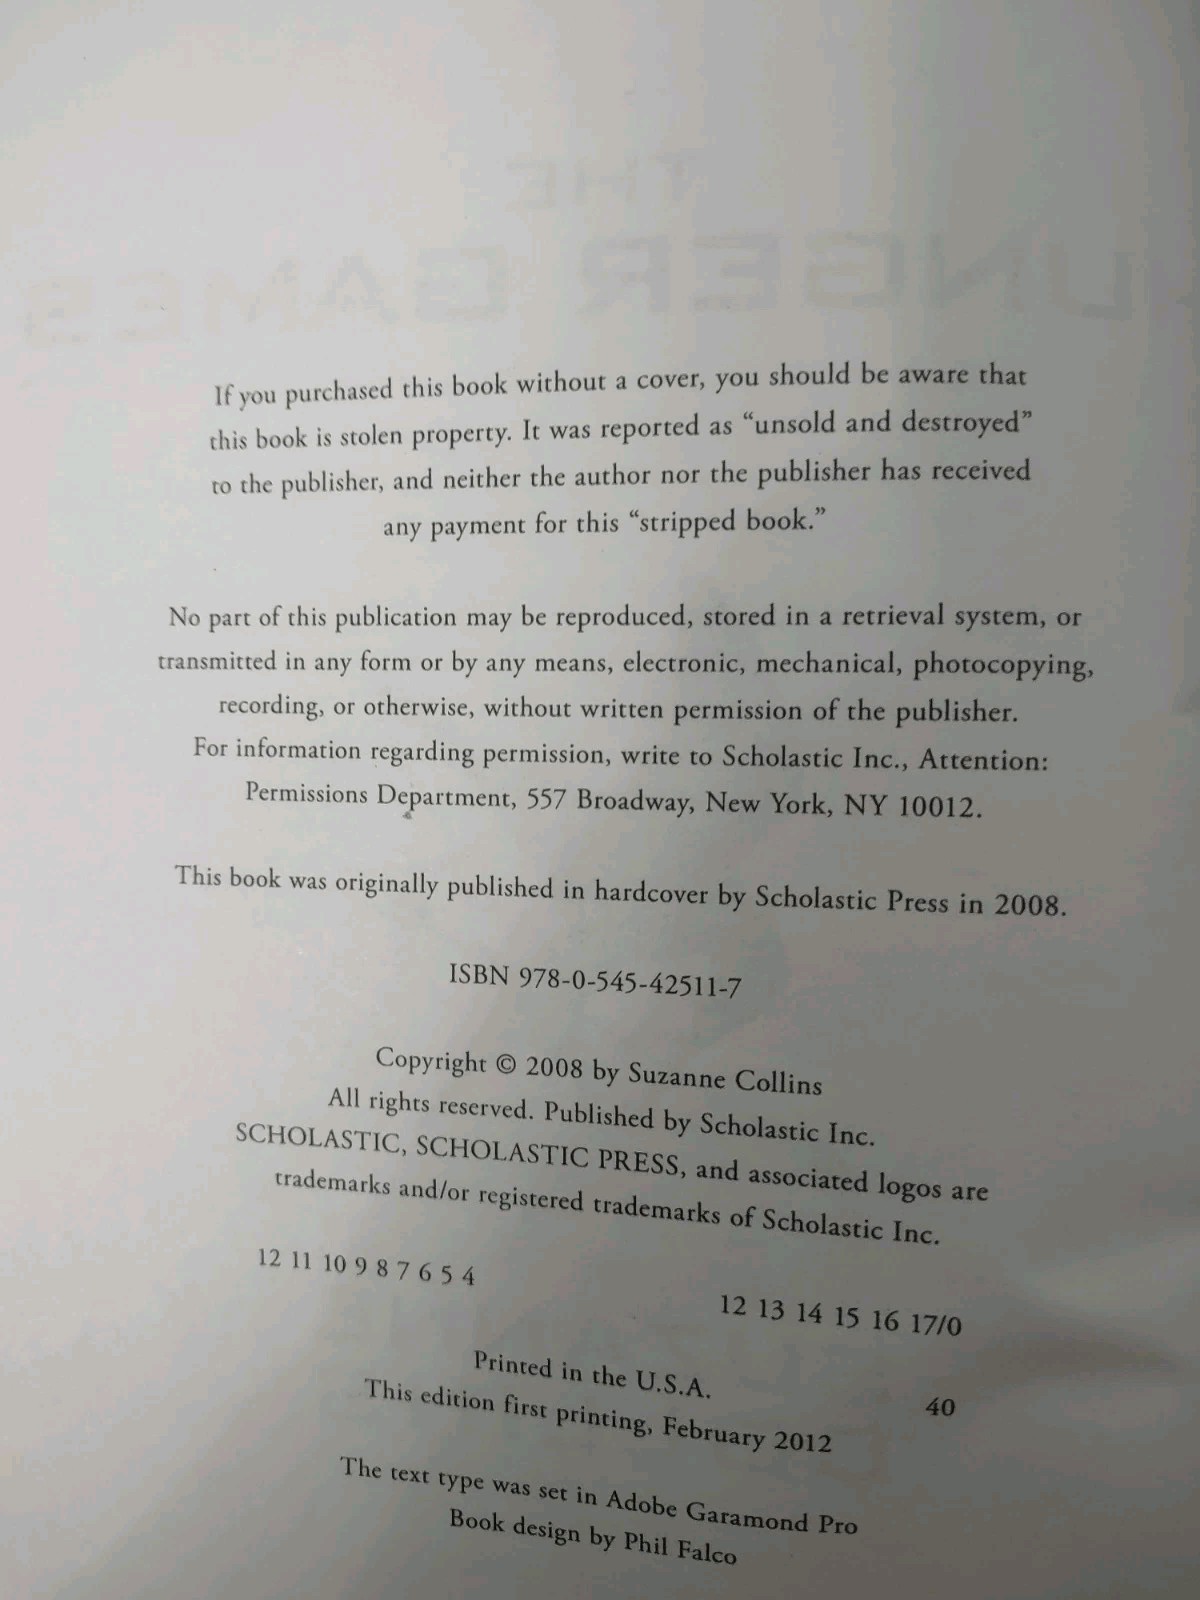 If you purchased this book without a cover, you should be aware that
this book is stolen property. It was reported as “unsold and destroyed”
to the publisher, and neither the author nor the publisher has received
any payment for this “stripped book.”
No part of this publication may be reproduced, stored in a retrieval system, or
transmitted in any form or by any means, electronic, mechanical, photocopying,
recording, or otherwise, without written permission of the publisher.
For information regarding permission, write to Scholastic Inc., Attention:
Permissions Department, 557 Broadway, New York, NY 10012.
This book was originally published in hardcover by Scholastic Press in 2008.
ISBN 978-0-545-42511-7
Copyright © 2008 by Suzanne Collins
All rights reserved. Published by Scholastic Inc.
SCHOLASTIC, SCHOLASTIC PRESS, and associated logos are
trademarks and/or registered trademarks of Scholastic Inc.
12 11 10 9 8 7 6 5 4 12 13 14 15 16 17/0
Printed in the U.S.A. 40
This edition first printing, February 2012
The text type was set in Adobe Garamond Pro
Book design by Phil Falco